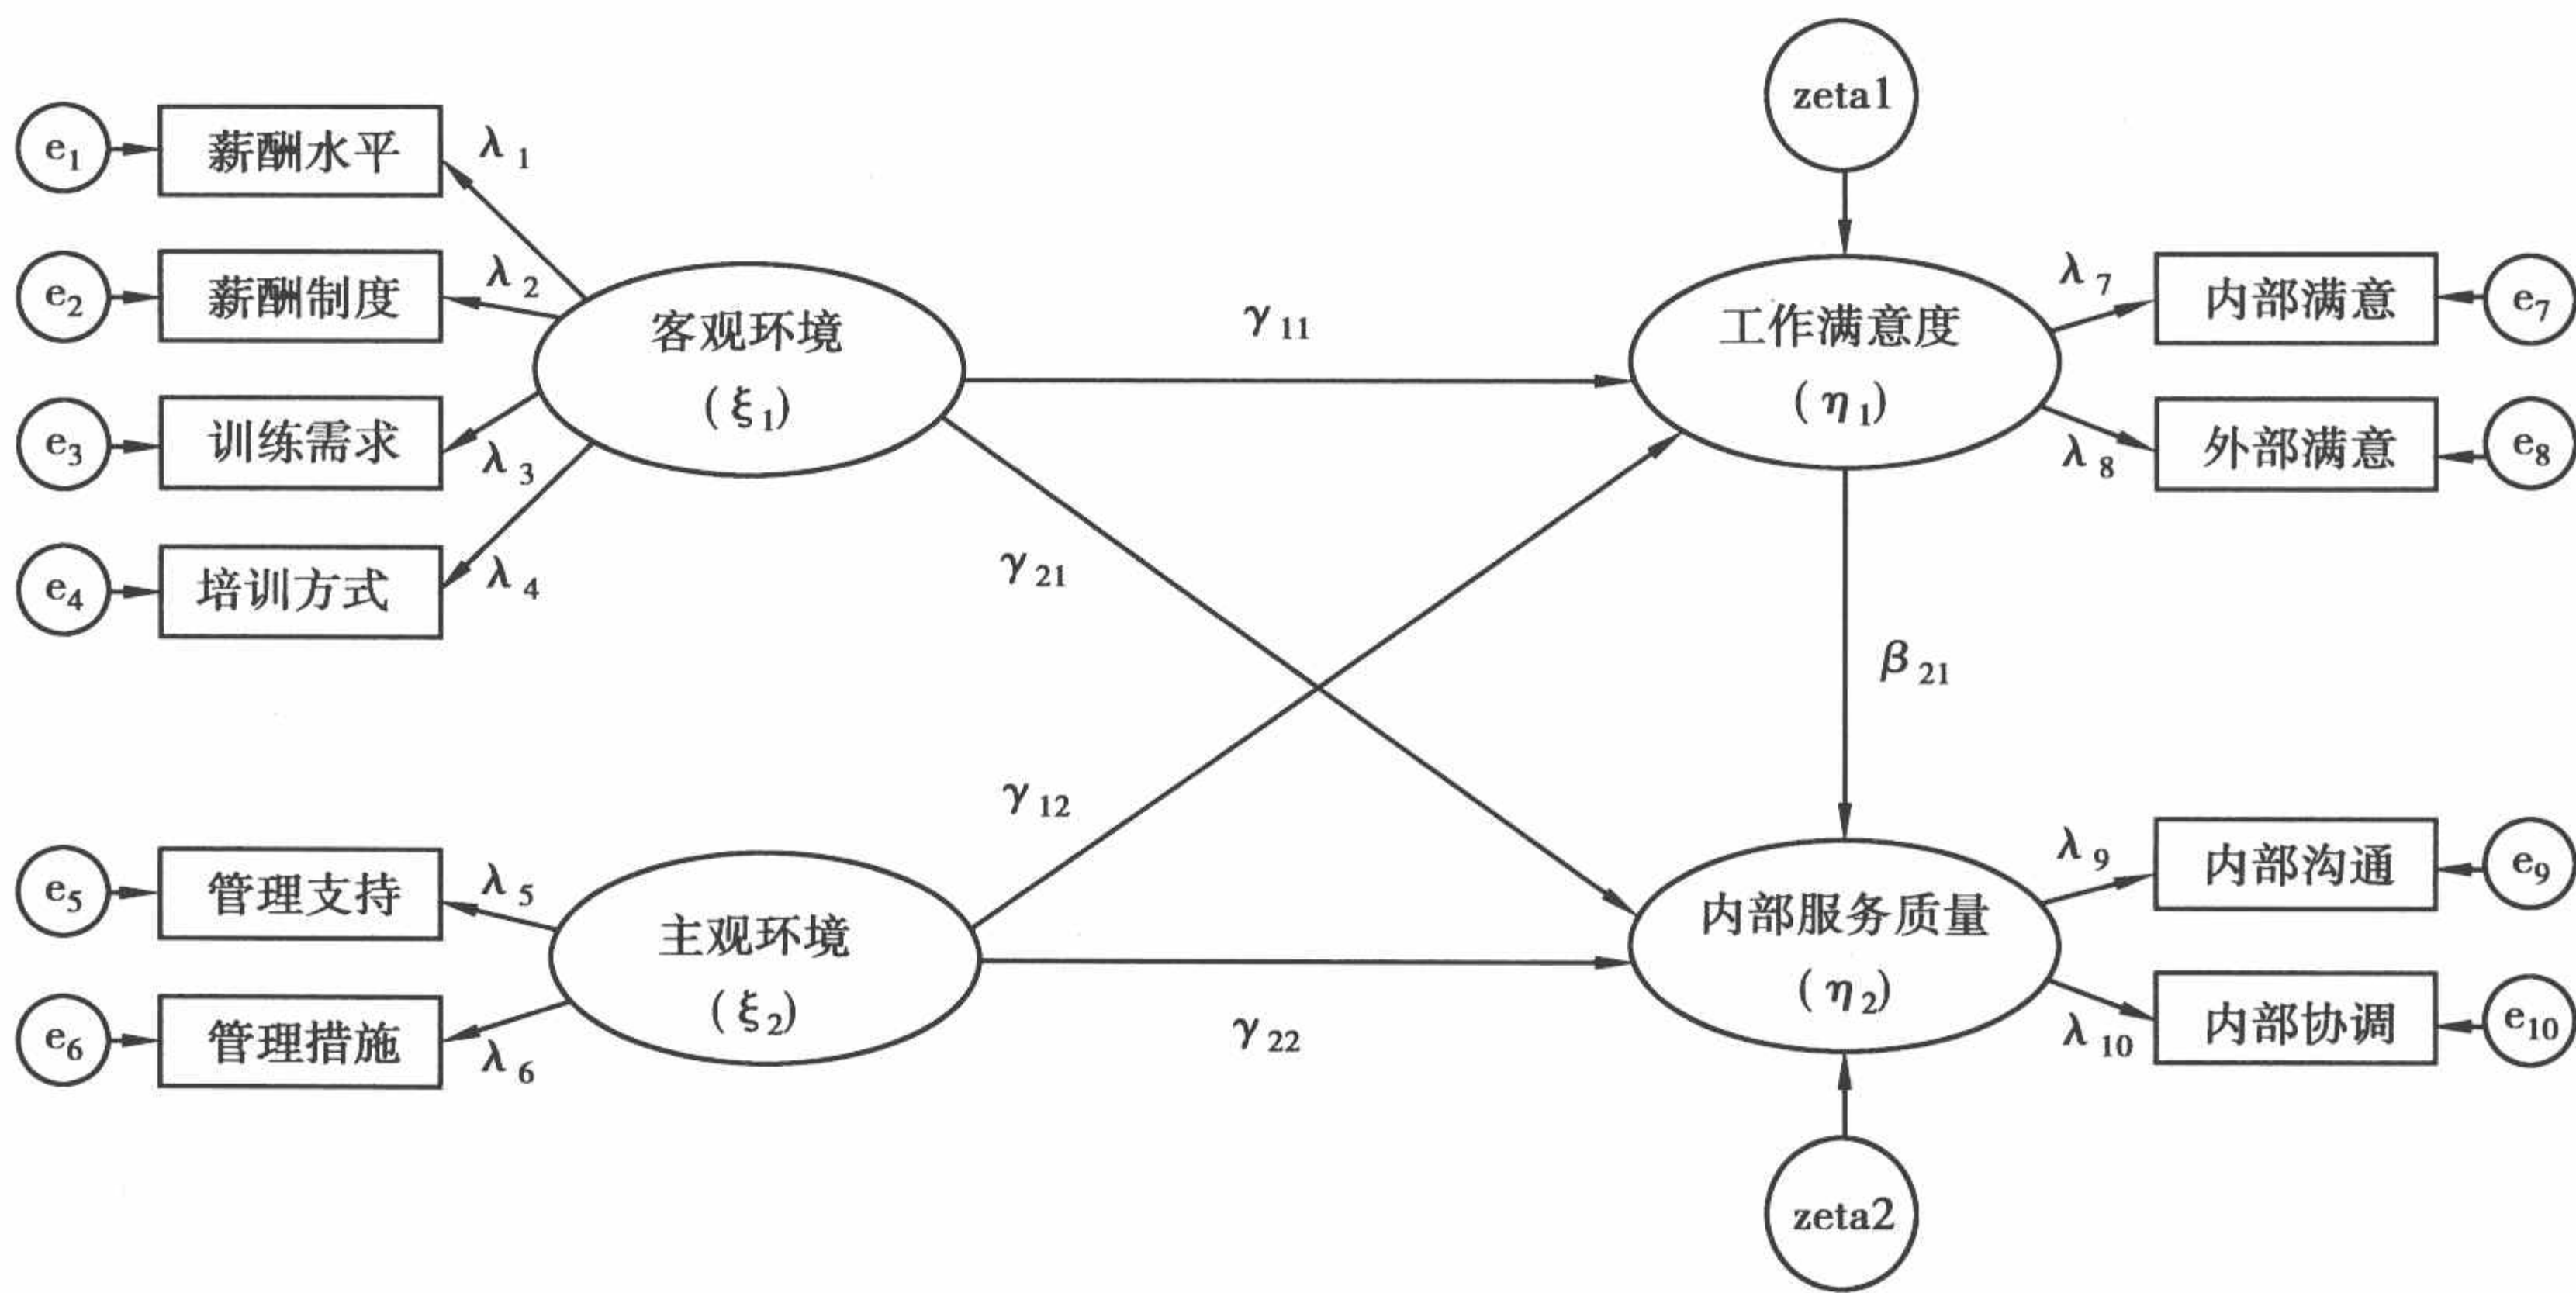 zeta1
e1 薪酬水平 λ1
e2 薪酬制度 λ2
e3 训练需求 λ3
e4 培训方式 λ4
客观环境
(ξ1)
γ11
γ21
工作满意度
(η1)
λ7 内部满意 e7
λ8 外部满意 e8
β21
γ12
e5 管理支持 λ5
e6 管理措施 λ6
主观环境
(ξ2)
γ22
内部服务质量
(η2)
λ9 内部沟通 e9
λ10 内部协调 e10
zeta2